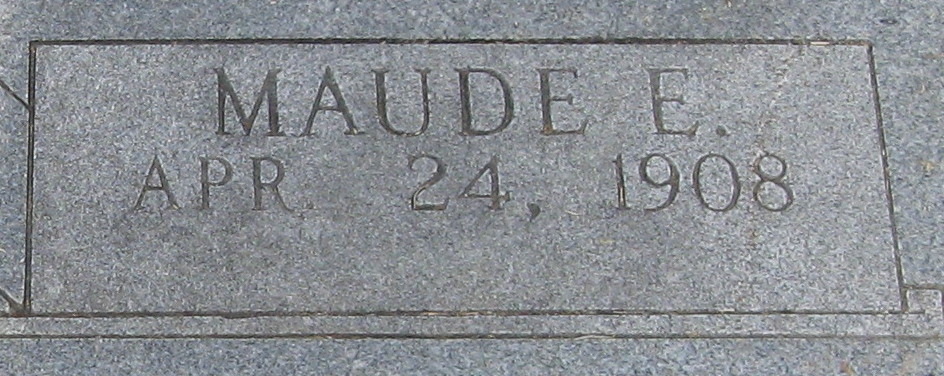 MAUDE E.
APR. 24, 1908